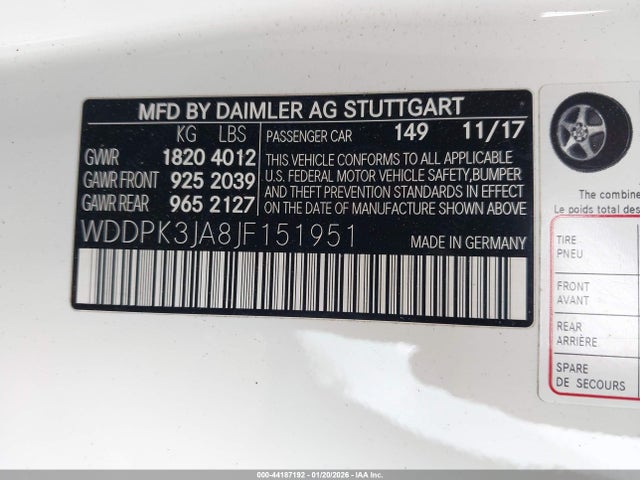 MFD BY DAIMLER AG STUTTGART
KG LBS PASSENGER CAR 149 11/17
GVWR 1820 4012
GAWR FRONT 925 2039
GAWR REAR 965 2127
THIS VEHICLE CONFORMS TO ALL APPLICABLE
U.S. FEDERAL MOTOR VEHICLE SAFETY,BUMPER
AND THEFT PREVENTION STANDARDS IN EFFECT
ON THE DATE OF MANUFACTURE SHOWN ABOVE
WDDPK3JA8JF151951 MADE IN GERMANY
The combine
Le poids total des
TIRE
PNEU
FRONT
AVANT
REAR
ARRIÈRE
SPARE
DE SECOURS
000-44187192 - 01/20/2026 - IAAI.COM